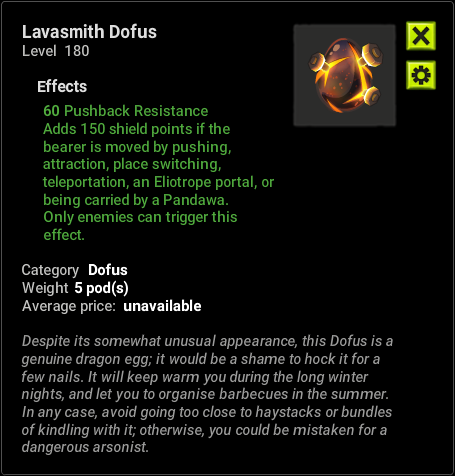 Lavasmith Dofus
Level 180
Effects
60 Pushback Resistance
Adds 150 shield points if the
bearer is moved by pushing,
attraction, place switching,
teleportation, an Eliotrope portal, or
being carried by a Pandawa.
Only enemies can trigger this
effect.
Category Dofus
Weight 5 pod(s)
Average price: unavailable
Despite its somewhat unusual appearance, this Dofus is a
genuine dragon egg; it would be a shame to hock it for a
few nails. It will keep warm you during the long winter
nights, and let you to organise barbecues in the summer.
In any case, avoid going too close to haystacks or bundles
of kindling with it; otherwise, you could be mistaken for a
dangerous arsonist.